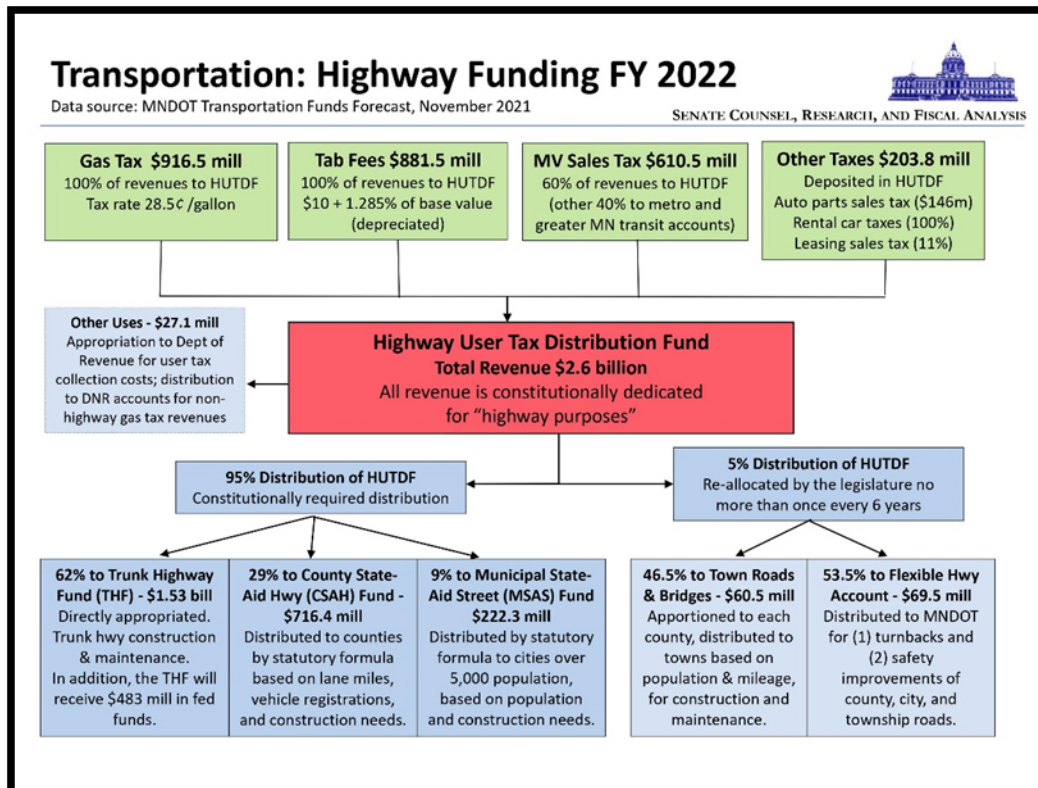 Transportation: Highway Funding FY 2022
Data source: MNDOT Transportation Funds Forecast, November 2021
SENATE COUNSEL, RESEARCH, AND FISCAL ANALYSIS
Gas Tax $916.5 mill
100% of revenues to HUTDF
Tax rate 28.5¢/gallon
Tab Fees $881.5 mill
100% of revenues to HUTDF
$10 + 1.285% of base value
(depreciated)
MV Sales Tax $610.5 mill
60% of revenues to HUTDF
(other 40% to metro and
greater MN transit accounts)
Other Taxes $203.8 mill
Deposited in HUTDF
Auto parts sales tax ($146m)
Rental car taxes (100%)
Leasing sales tax (11%)
Other Uses - $27.1 mill
Appropriation to Dept of
Revenue for user tax
collection costs; distribution
to DNR accounts for non-
highway gas tax revenues
Highway User Tax Distribution Fund
Total Revenue $2.6 billion
All revenue is constitutionally dedicated
for “highway purposes”
95% Distribution of HUTDF
Constitutionally required distribution
5% Distribution of HUTDF
Re-allocated by the legislature no
more than once every 6 years
62% to Trunk Highway
Fund (THF) - $1.53 bill
Directly appropriated.
Trunk hwy construction
& maintenance.
In addition, the THF will
receive $483 mill in fed
funds.
29% to County State-
Aid Hwy (CSAH) Fund -
$716.4 mill
Distributed to counties
by statutory formula
based on lane miles,
vehicle registrations,
and construction needs.
9% to Municipal State-
Aid Street (MSAS) Fund
$222.3 mill
Distributed by statutory
formula to cities over
5,000 population,
based on population
and construction needs.
46.5% to Town Roads
& Bridges - $60.5 mill
Apportioned to each
county, distributed to
towns based on
population & mileage,
for construction and
maintenance.
53.5% to Flexible Hwy
Account - $69.5 mill
Distributed to MNDOT
for (1) turnbacks and
(2) safety
improvements of
county, city, and
township roads.